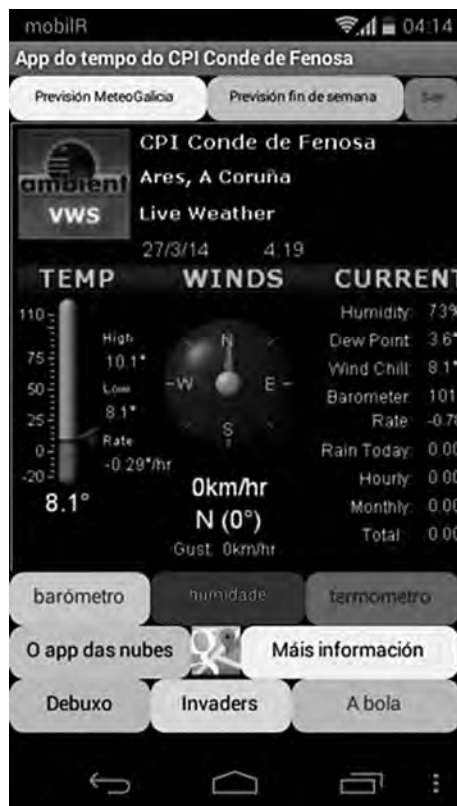 mobilR 04:14
App do tempo do CPI Conde de Fenosa
Previsión MeteoGalicia Previsión fin de semana
ambient
VWS
CPI Conde de Fenosa
Ares, A Coruña
Live Weather
27/3/14 4:19
TEMP WINDS CURRENT
110
75
50
25
0
-20
High
10.1°
Low
8.1°
Rate
-0.29°/hr
8.1°
N
W E
S
0km/hr
N (0°)
Gust 0km/hr
Humidity 73%
Dew Point 3.6°
Wind Chill 8.1°
Barometer 101
Rate -0.78
Rain Today 0.00
Hourly 0.00
Monthly 0.00
Total 0.00
barómetro humidade termometro
O app das nubes Máis información
Debuxo Invaders A bola